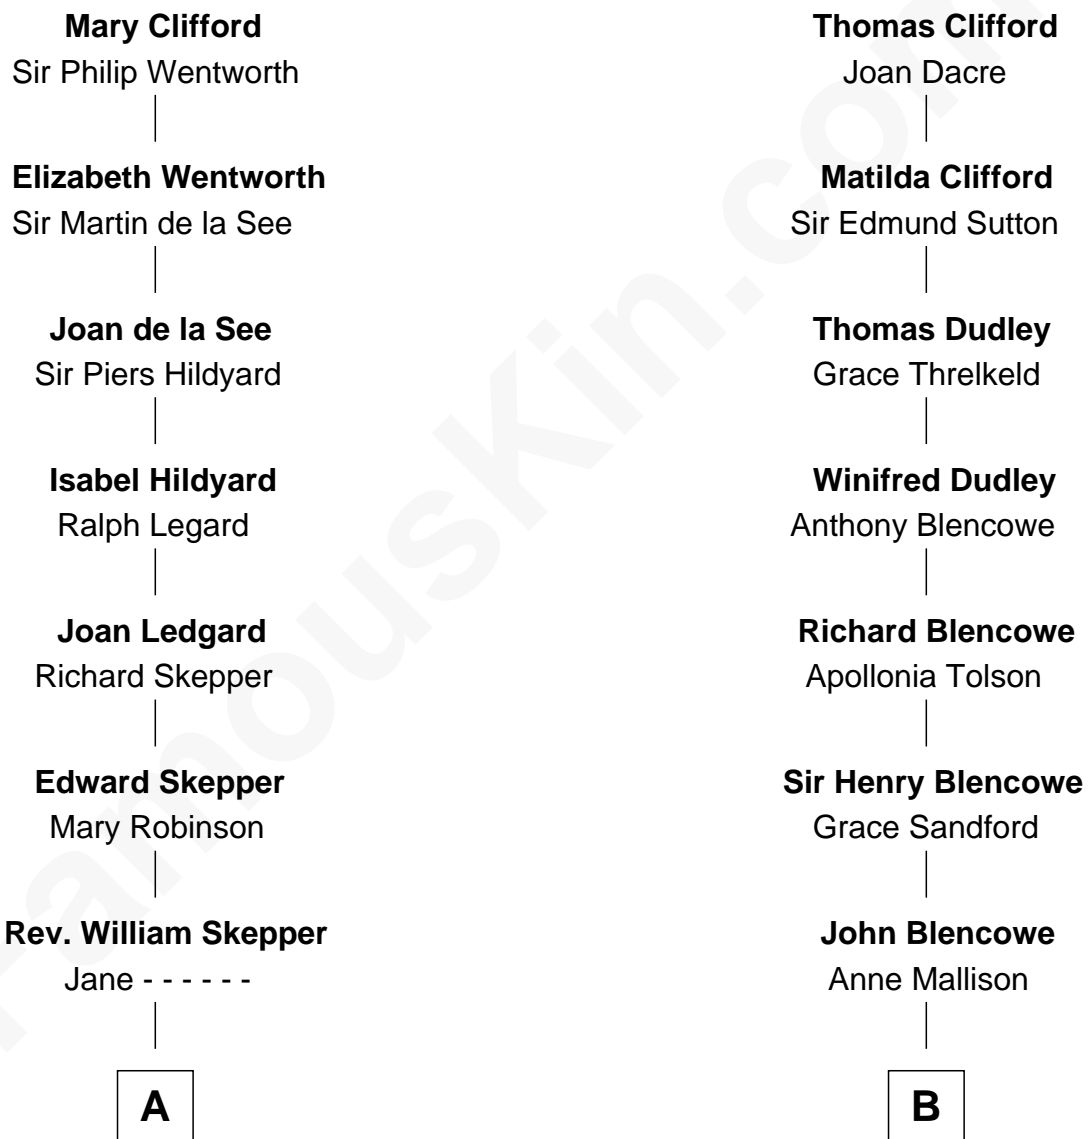 Mary Clifford
Sir Philip Wentworth
Elizabeth Wentworth
Sir Martin de la See
Joan de la See
Sir Piers Hildyard
Isabel Hildyard
Ralph Legard
Joan Ledgard
Richard Skepper
Edward Skepper
Mary Robinson
Rev. William Skepper
Jane - - - - - -
A
Thomas Clifford
Joan Dacre
Matilda Clifford
Sir Edmund Sutton
Thomas Dudley
Grace Threlkeld
Winifred Dudley
Anthony Blencowe
Richard Blencowe
Apollonia Tolson
Sir Henry Blencowe
Grace Sandford
John Blencowe
Anne Mallison
B
FamousKin.com